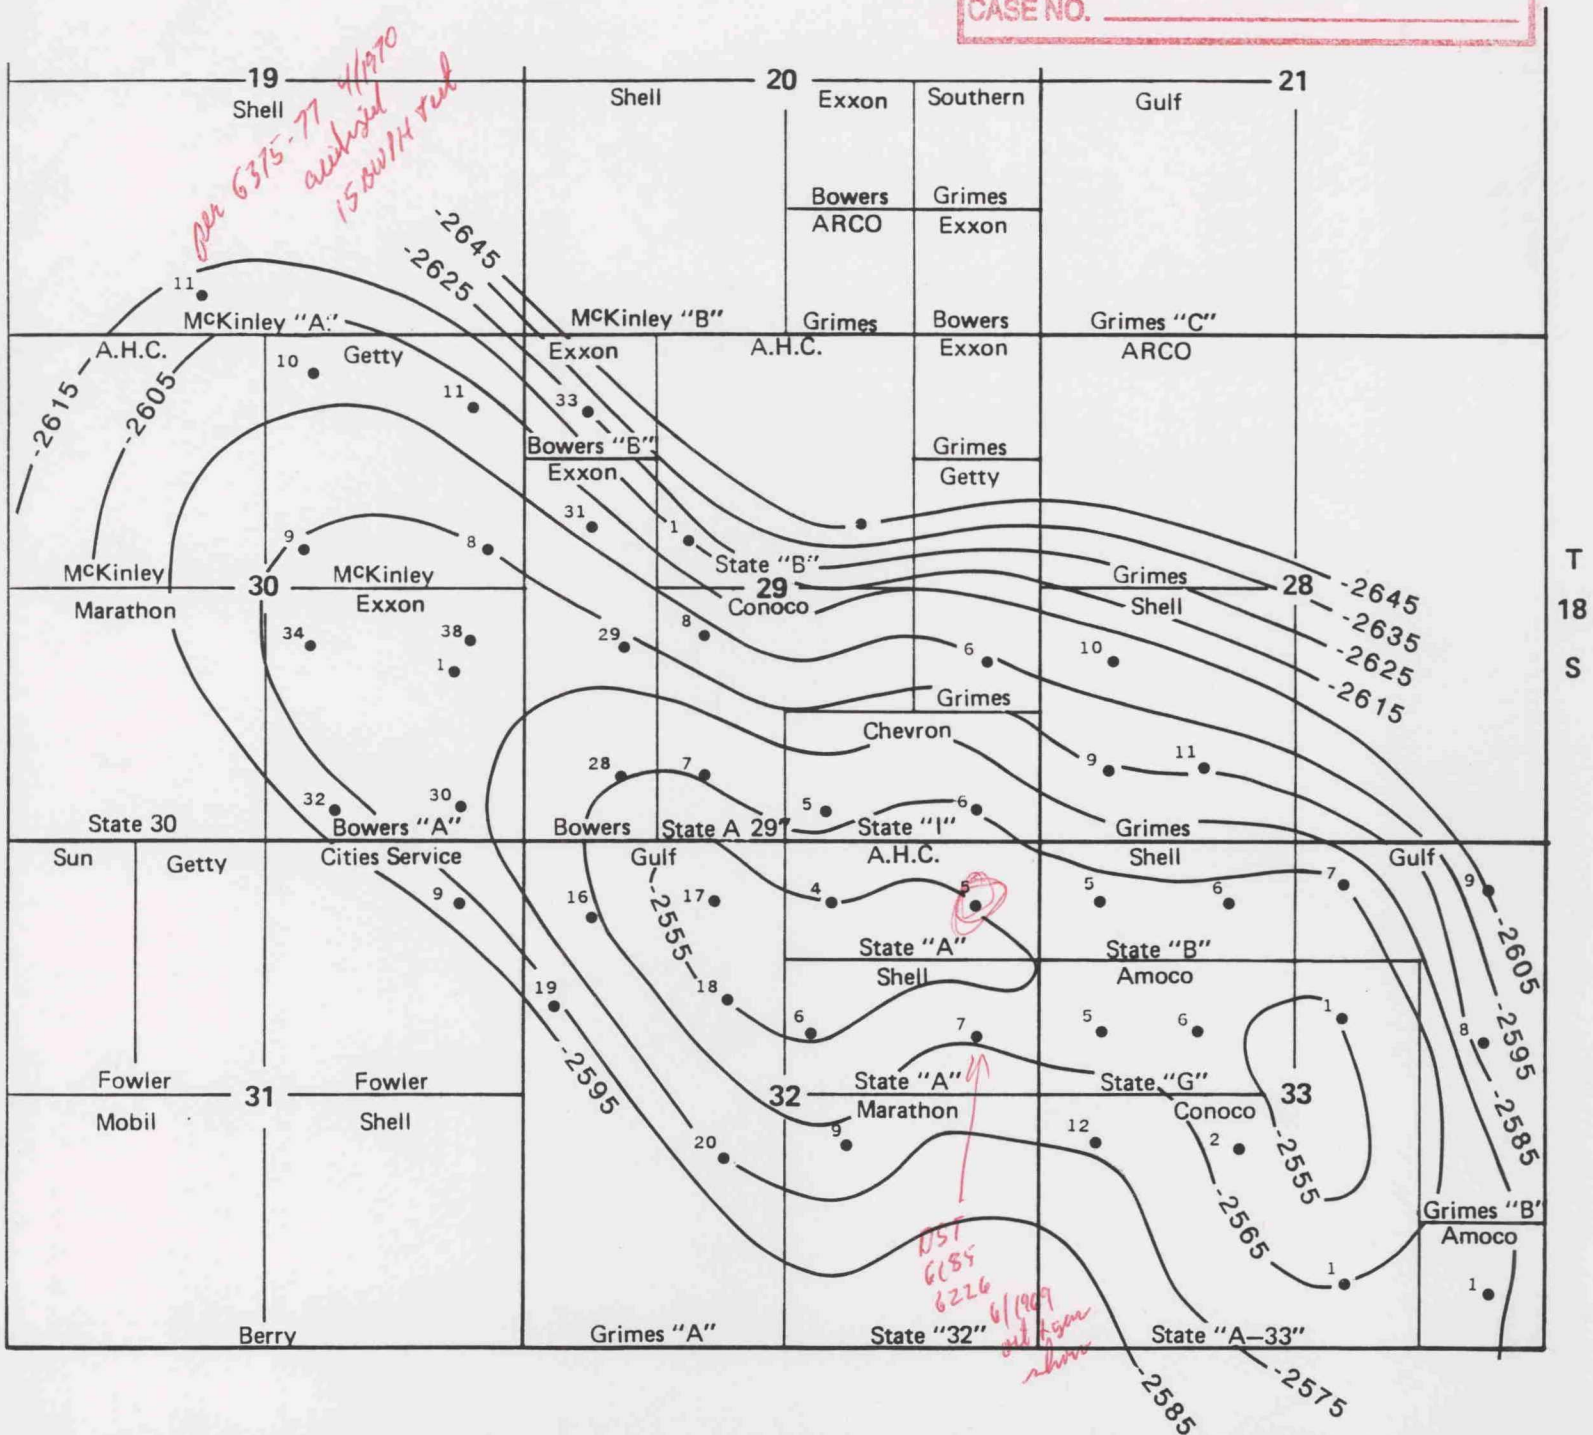 CASE NO.
19 20 21
Shell Shell Exxon Southern Gulf
per 6375-77 4/1970
acidized
15 BW/H test
Bowers Grimes
ARCO Exxon
-2645
-2625
11
McKinley "A" McKinley "B" Grimes Bowers Grimes "C"
A.H.C. Getty Exxon A.H.C. Exxon ARCO
10
11 33
-2615 -2605
Bowers "B" Grimes
Exxon Getty
31 1
9 8
State "B"
McKinley 30 McKinley 29 Grimes 28 -2645
Marathon Exxon Conoco Shell
T
18
S
-2635
-2625
-2615
34 38 29 8 6 10
1
Grimes
Chevron
28 7 9 11
32 30 5 6
State 30 Bowers "A" Bowers State A 29" State "I" Grimes
Sun Getty Cities Service Gulf A.H.C. Shell Gulf
9 16 17 4 5 5 6 7 9
-2555
State "A" State "B"
Shell Amoco
-2605
19 18 6 7 5 6 1 8
-2595
-2595
Fowler Fowler State "A" State "G"
31 32 33
Mobil Shell Marathon Conoco
-2585
20 9 12 2
-2555
-2565
Grimes "B"
Amoco
DST
6185
6226
6/1969
show
1 1
Berry Grimes "A" State "32" State "A-33"
-2575
-2585